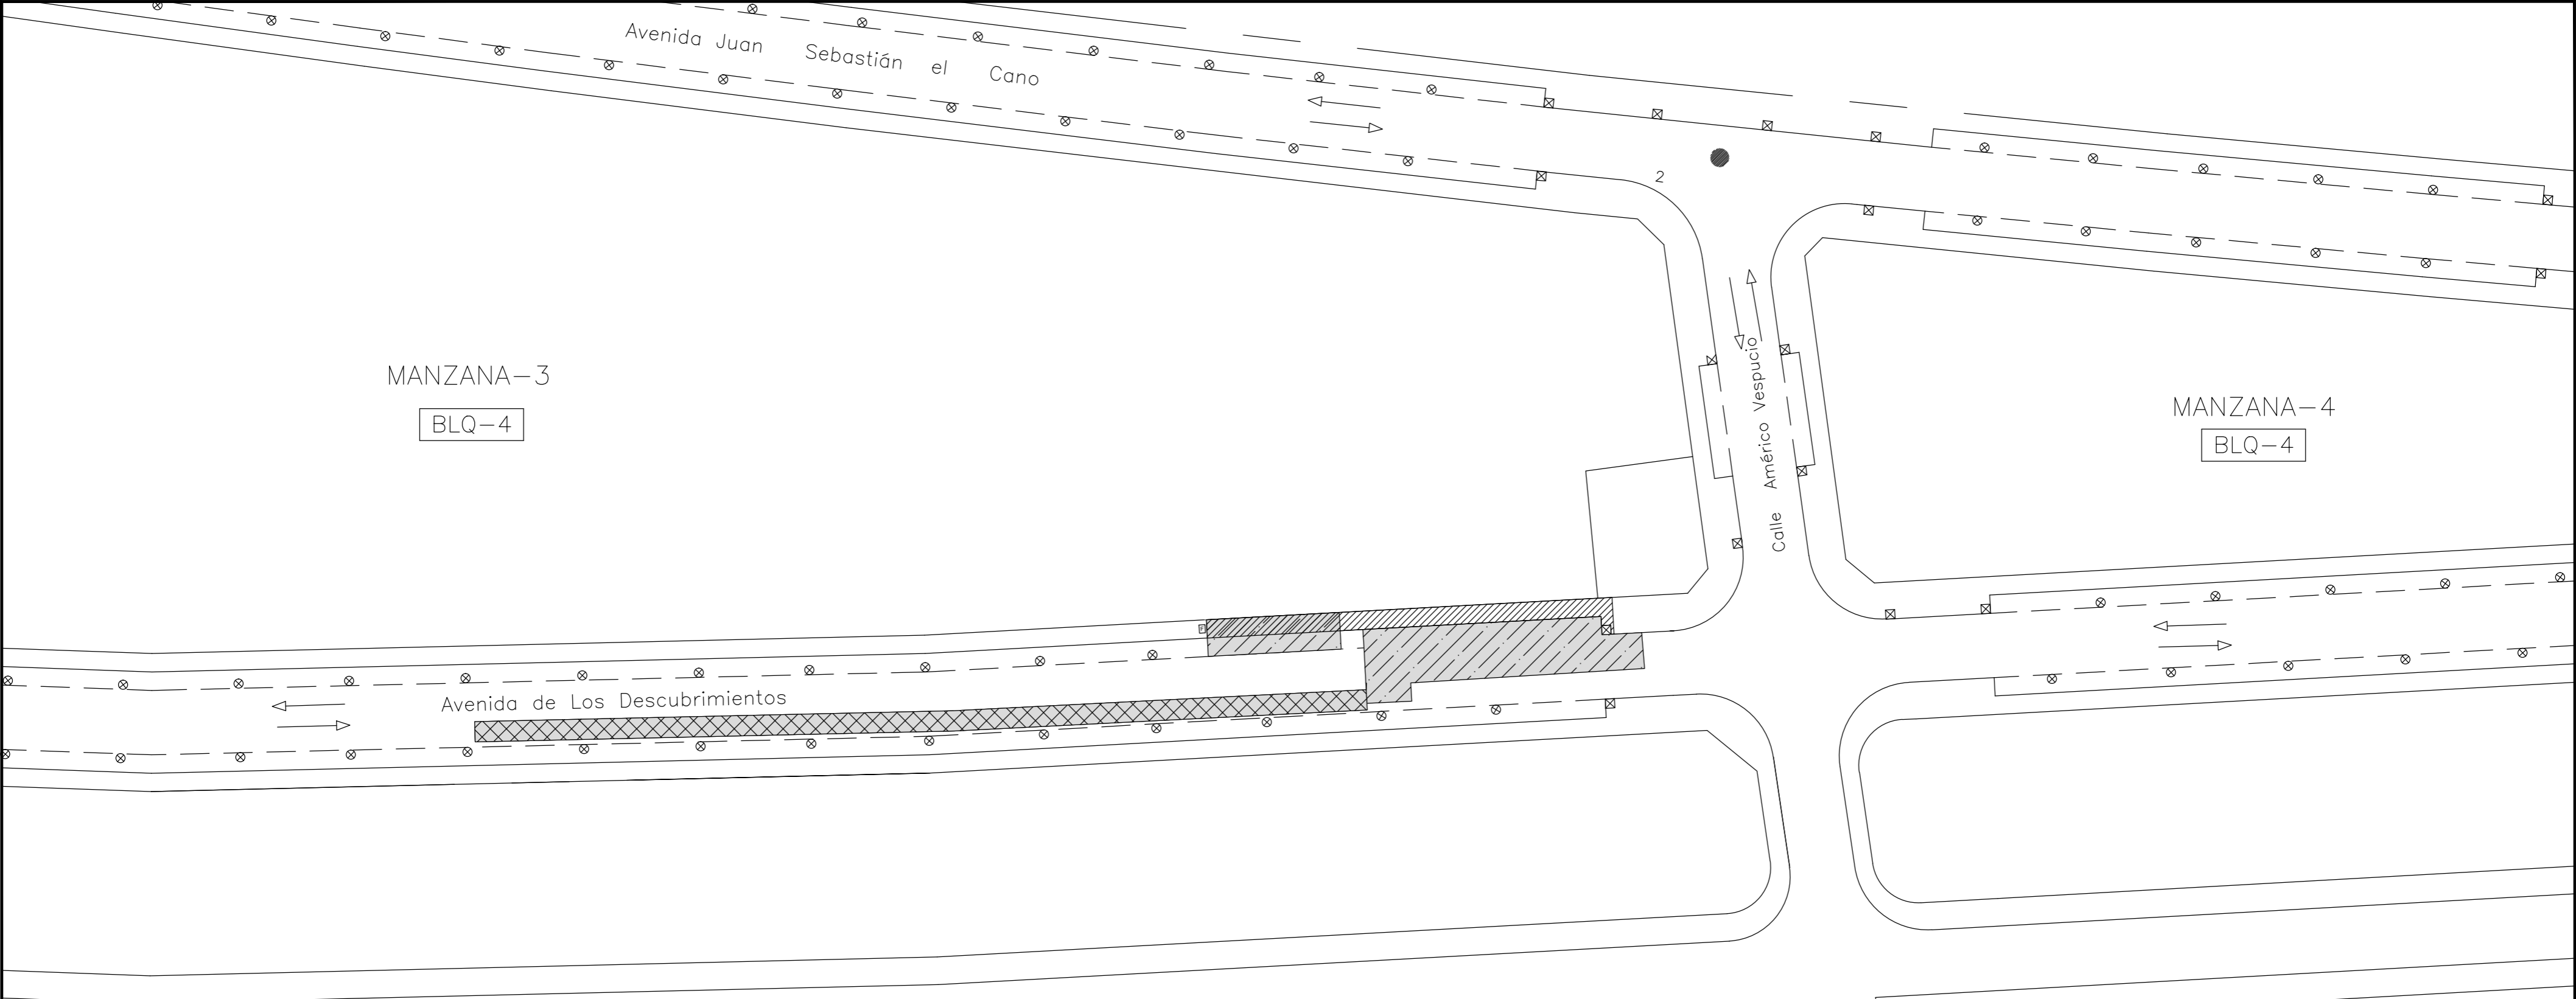 Avenida Juan Sebastián el Cano
2
MANZANA-3
BLQ-4
Calle Américo Vespucio
MANZANA-4
BLQ-4
Avenida de Los Descubrimientos